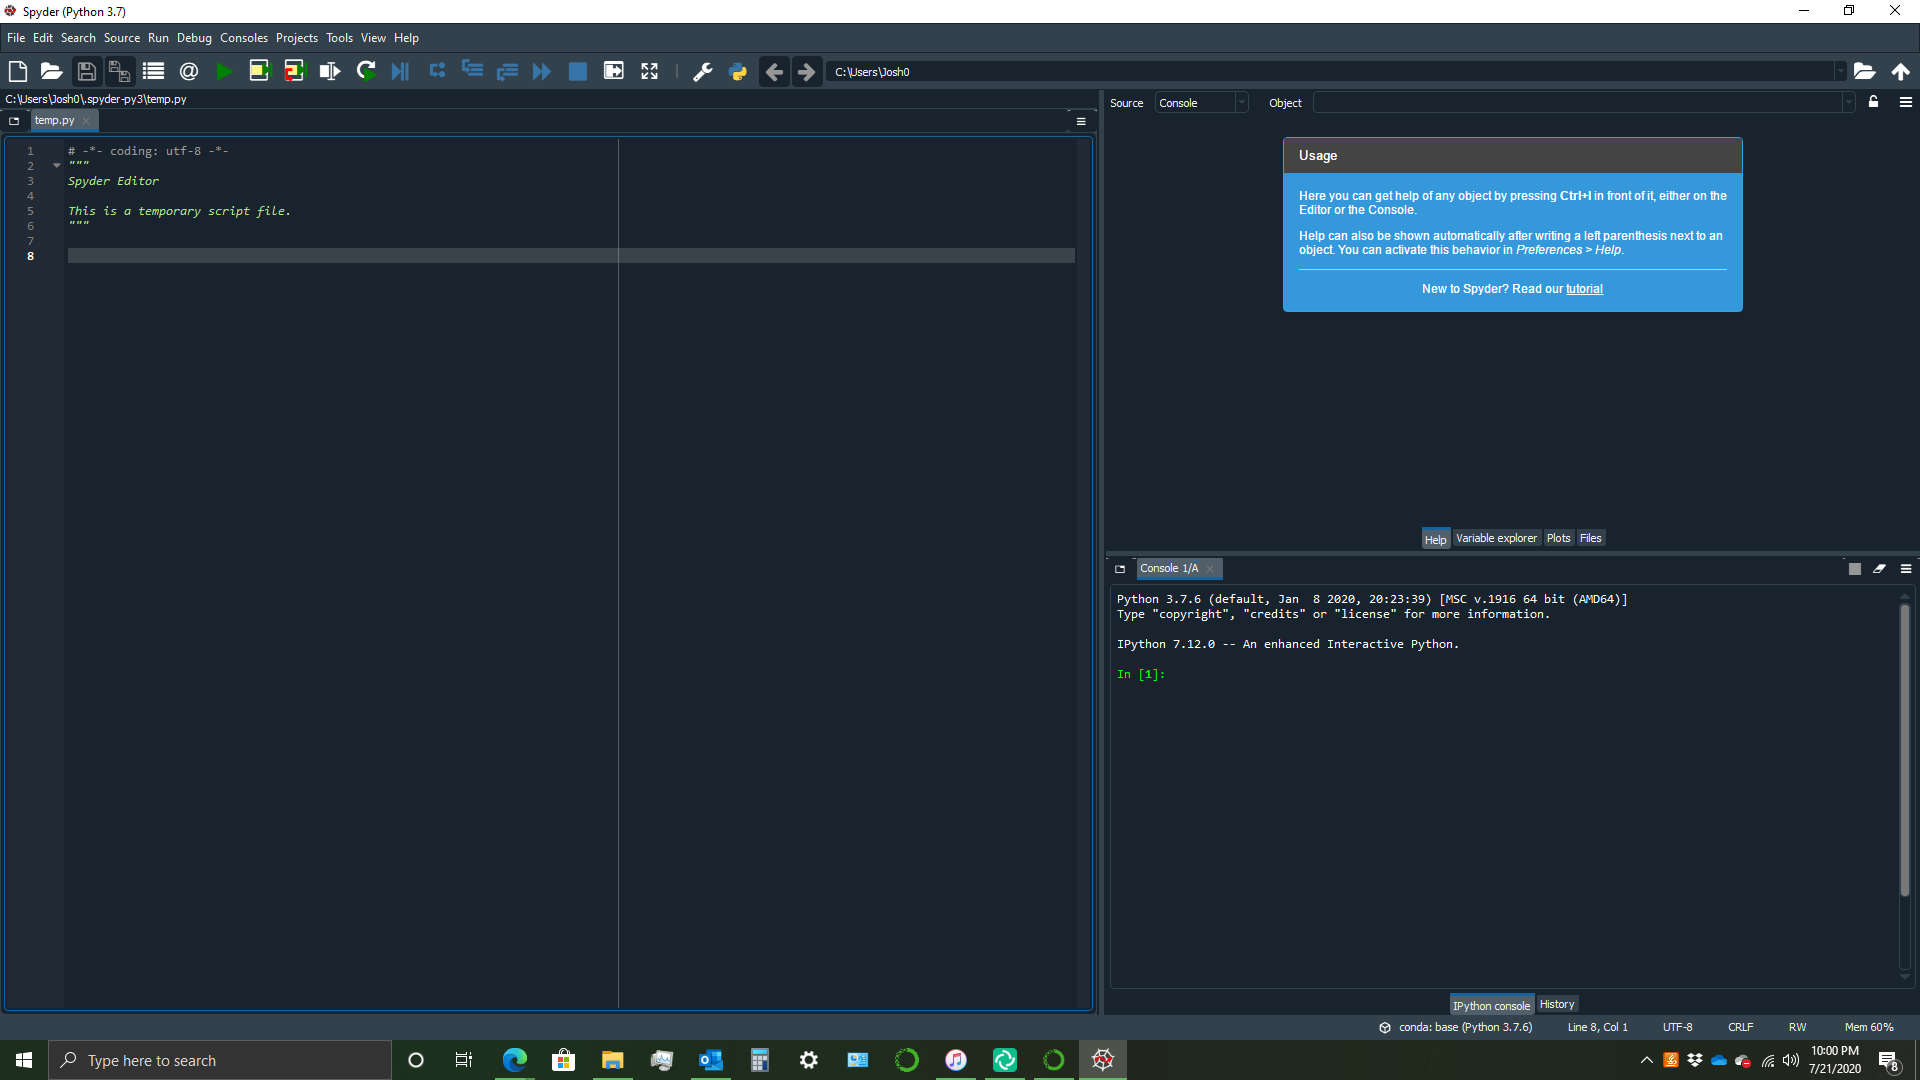 Spyder (Python 3.7)
File Edit Search Source Run Debug Consoles Projects Tools View Help
C:\Users\Josh0
C:\Users\Josh0\.spyder-py3\temp.py
temp.py
1 # -*- coding: utf-8 -*-
2 """
3 Spyder Editor
4
5 This is a temporary script file.
6 """
7
8
Source Console Object
Usage
Here you can get help of any object by pressing Ctrl+I in front of it, either on the
Editor or the Console.
Help can also be shown automatically after writing a left parenthesis next to an
object. You can activate this behavior in Preferences > Help.
New to Spyder? Read our tutorial
Help Variable explorer Plots Files
Console 1/A
Python 3.7.6 (default, Jan  8 2020, 20:23:39) [MSC v.1916 64 bit (AMD64)]
Type "copyright", "credits" or "license" for more information.
IPython 7.12.0 -- An enhanced Interactive Python.
In [1]:
IPython console History
conda: base (Python 3.7.6) Line 8, Col 1 UTF-8 CRLF RW Mem 60%
Type here to search
10:00 PM
7/21/2020
8